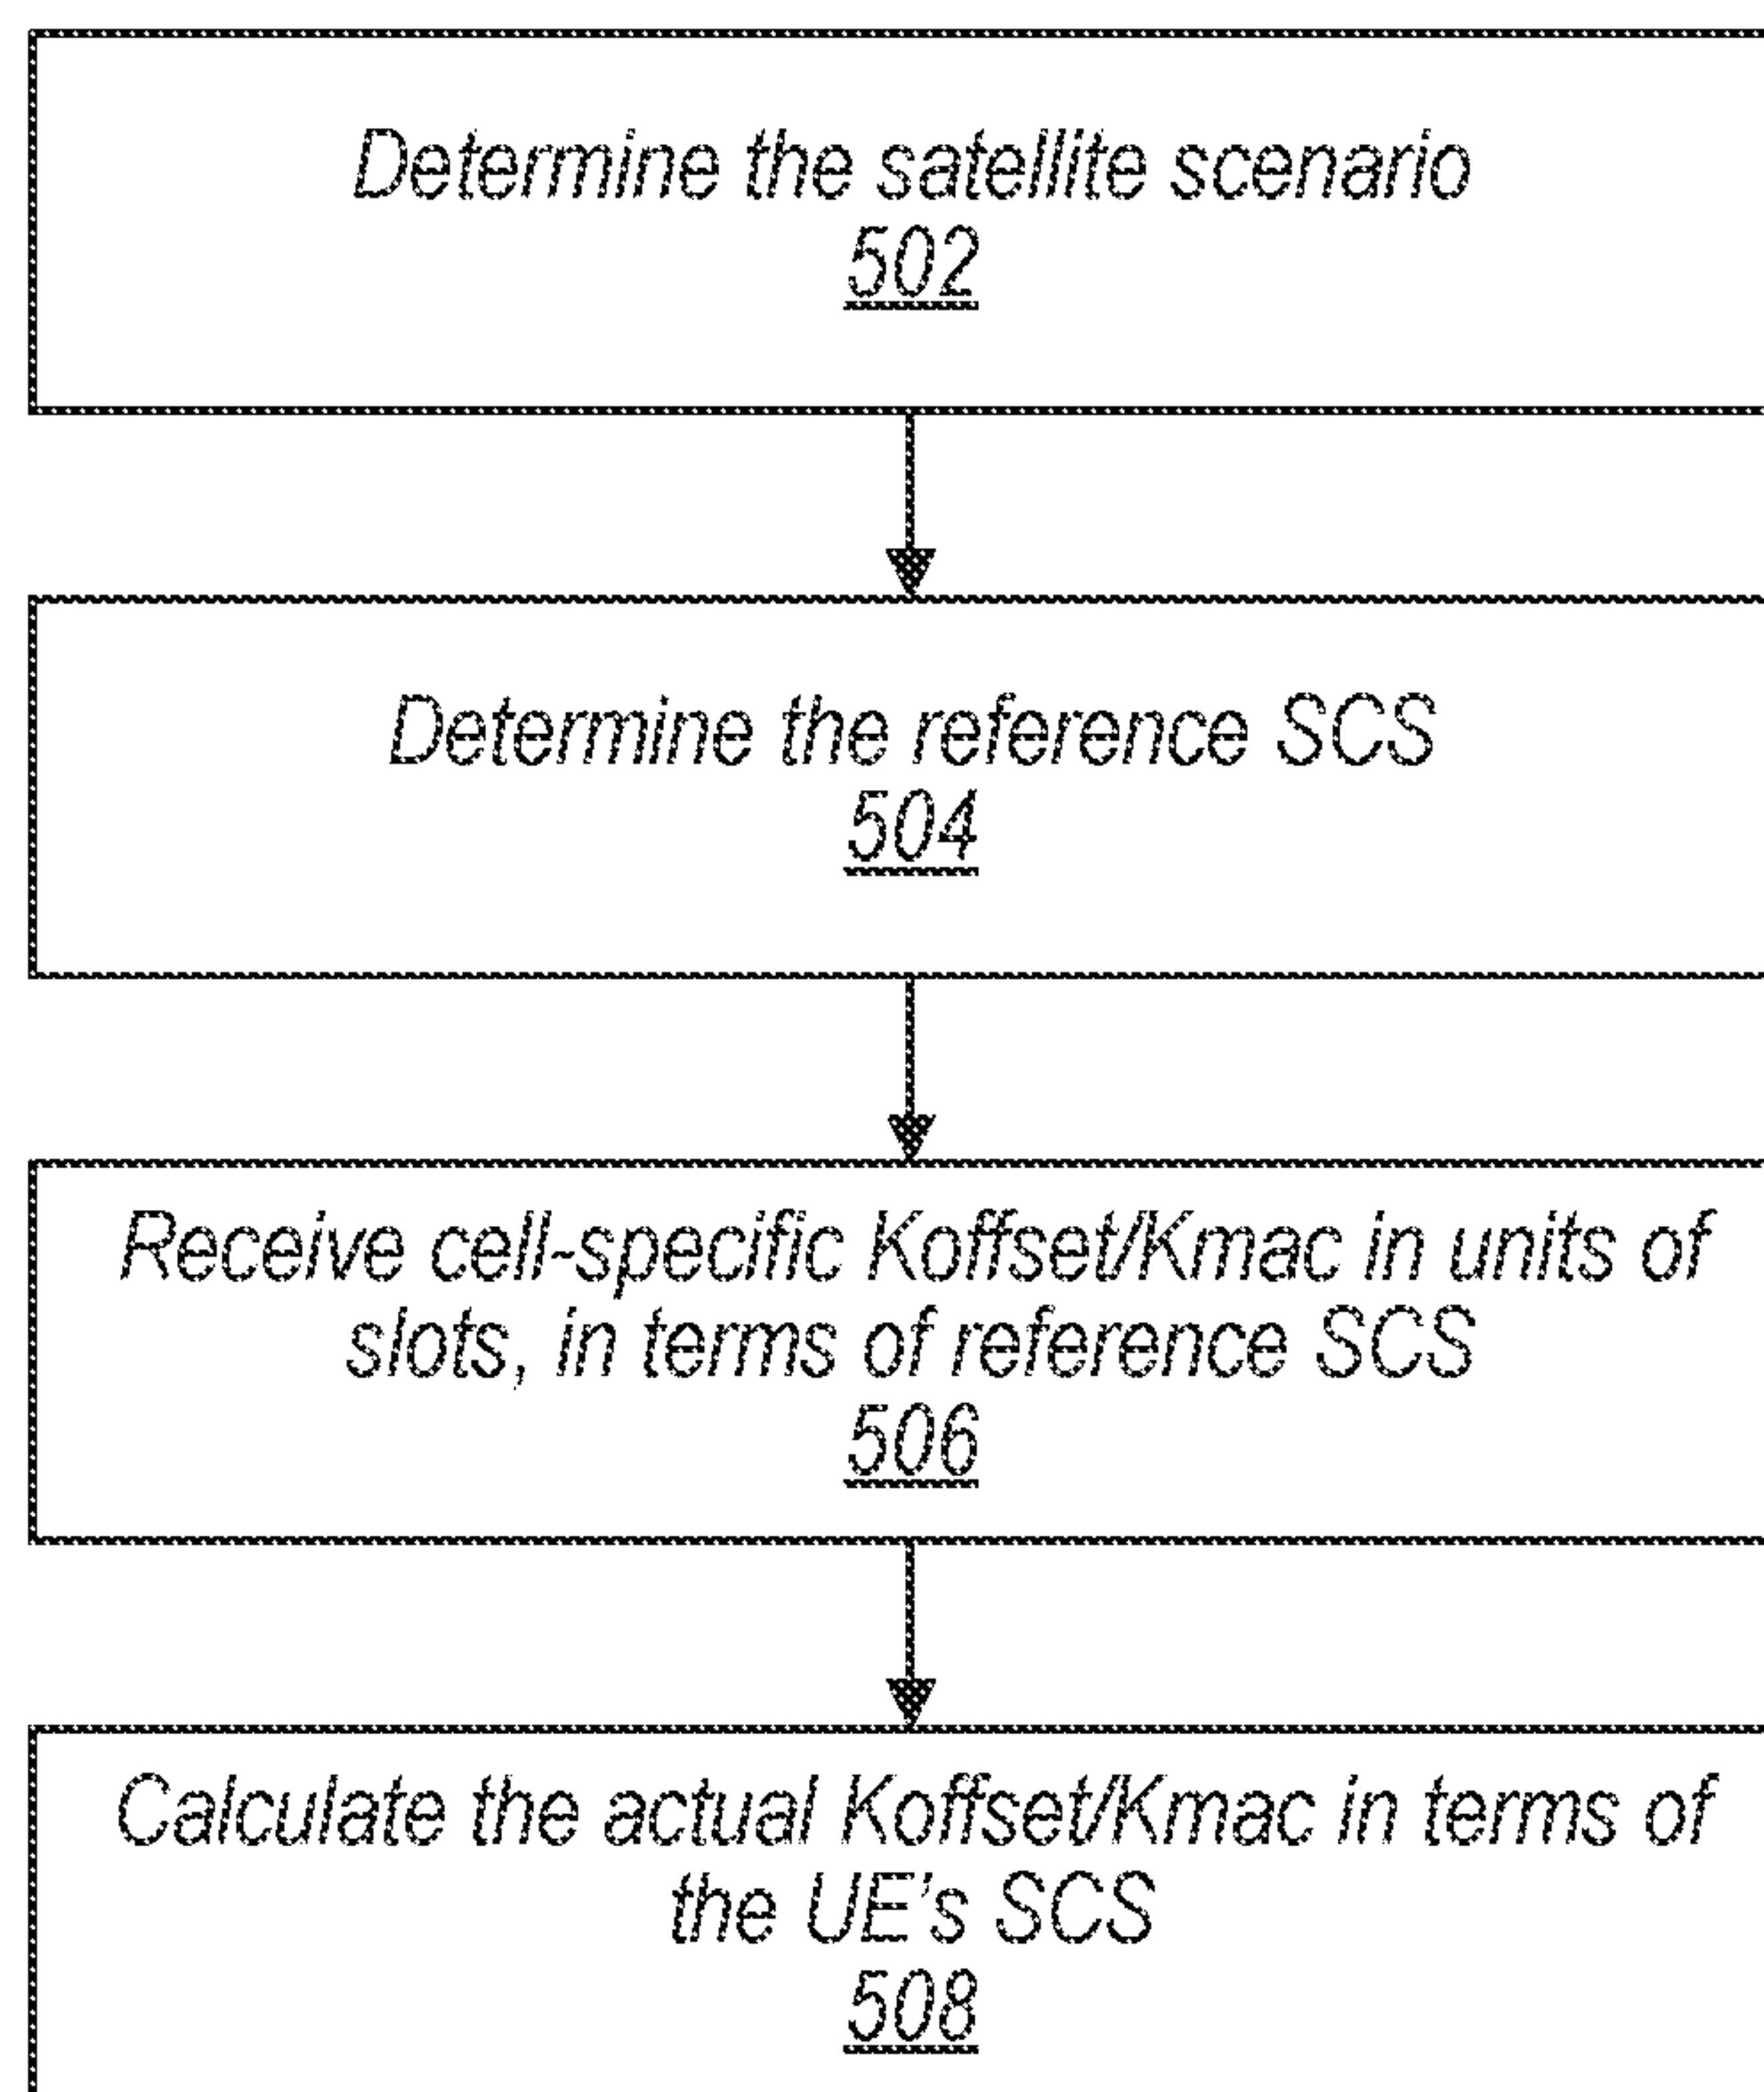 Determine the satellite scenario
502
Determine the reference SCS
504
Receive cell-specific Koffset/Kmac in units of
slots, in terms of reference SCS
506
Calculate the actual Koffset/Kmac in terms of
the UE's SCS
508